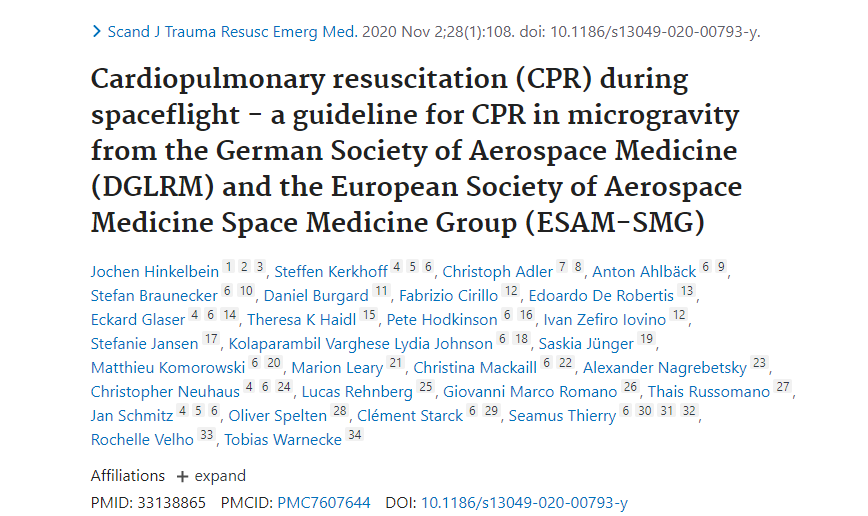 Scand J Trauma Resusc Emerg Med. 2020 Nov 2;28(1):108. doi: 10.1186/s13049-020-00793-y.
Cardiopulmonary resuscitation (CPR) during
spaceflight - a guideline for CPR in microgravity
from the German Society of Aerospace Medicine
(DGLRM) and the European Society of Aerospace
Medicine Space Medicine Group (ESAM-SMG)
Jochen Hinkelbein 1 2 3, Steffen Kerkhoff 4 5 6, Christoph Adler 7 8, Anton Ahlbäck 6 9,
Stefan Braunecker 6 10, Daniel Burgard 11, Fabrizio Cirillo 12, Edoardo De Robertis 13,
Eckard Glaser 4 6 14, Theresa K Haidl 15, Pete Hodkinson 6 16, Ivan Zefiro Iovino 12,
Stefanie Jansen 17, Kolaparambil Varghese Lydia Johnson 6 18, Saskia Jünger 19,
Matthieu Komorowski 6 20, Marion Leary 21, Christina Mackaill 6 22, Alexander Nagrebetsky 23,
Christopher Neuhaus 4 6 24, Lucas Rehnberg 25, Giovanni Marco Romano 26, Thais Russomano 27,
Jan Schmitz 4 5 6, Oliver Spelten 28, Clément Starck 6 29, Seamus Thierry 6 30 31 32,
Rochelle Velho 33, Tobias Warnecke 34
Affiliations + expand
PMID: 33138865 PMCID: PMC7607644 DOI: 10.1186/s13049-020-00793-y